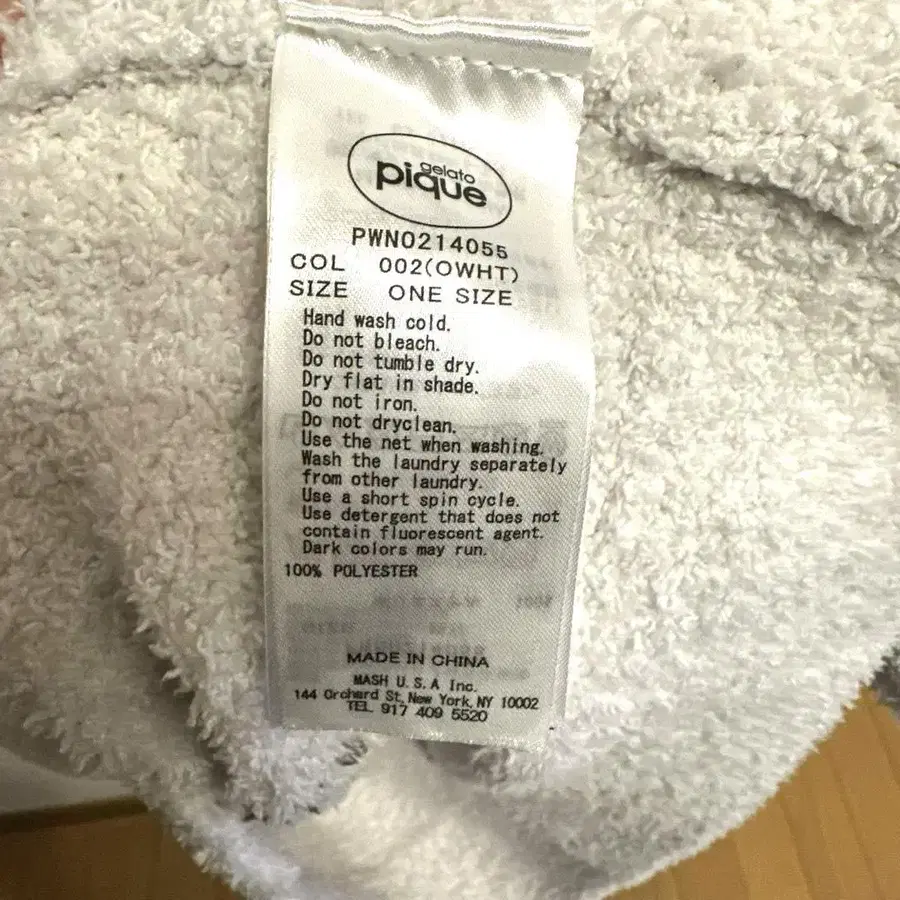 gelato
pique
PWNO214055
COL 002(OWHT)
SIZE ONE SIZE
Hand wash cold.
Do not bleach.
Do not tumble dry.
Dry flat in shade.
Do not iron.
Do not dryclean.
Use the net when washing.
Wash the laundry separately
from other laundry.
Use a short spin cycle.
Use detergent that does not
contain fluorescent agent.
Dark colors may run.
100% POLYESTER
MADE IN CHINA
MASH U.S.A Inc.
144 Orchard St, New York, NY 10002
TEL 917 409 5520